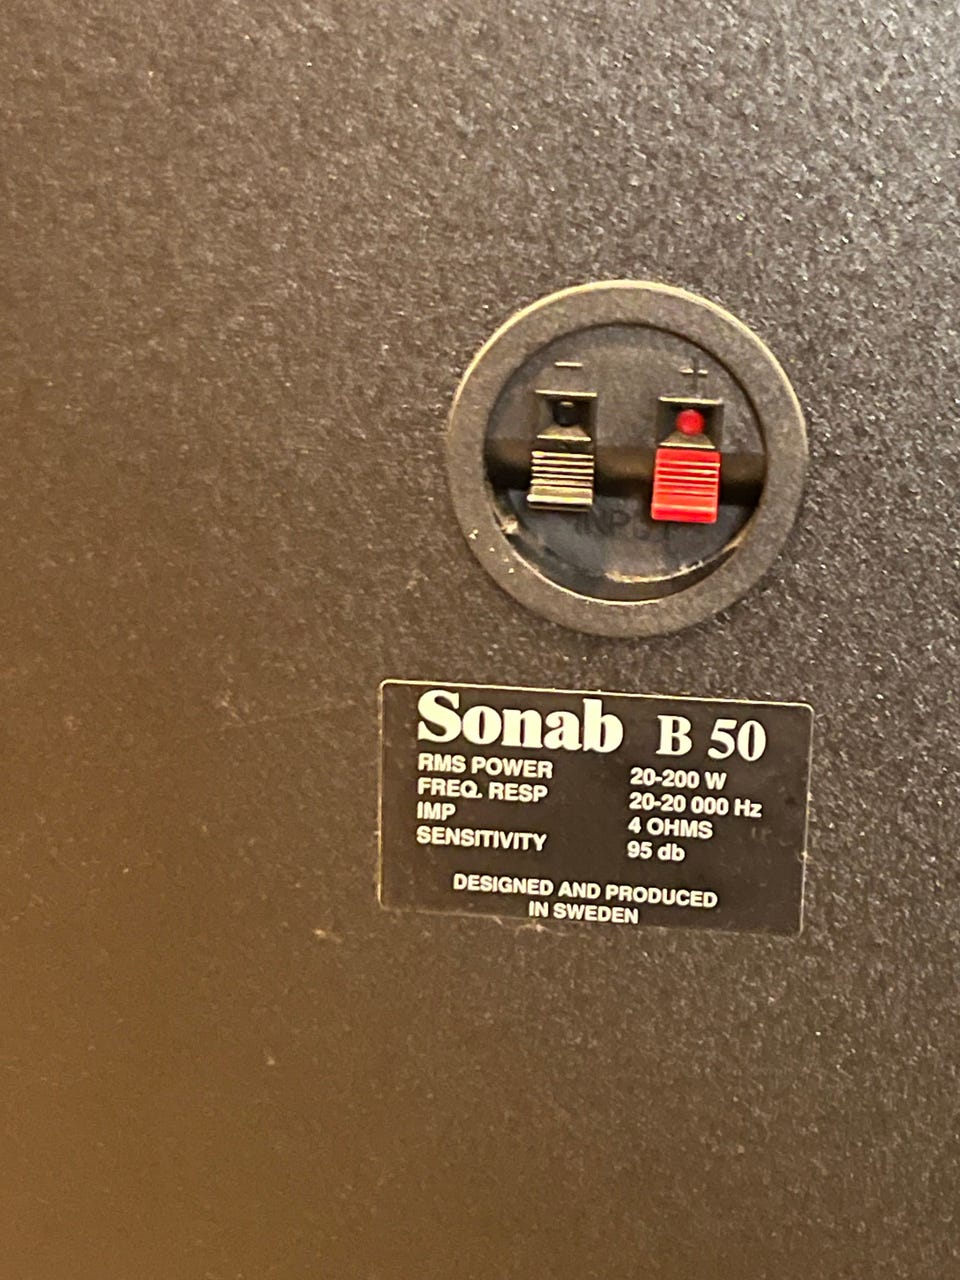 − +
INPUT
Sonab B 50
RMS POWER 20-200 W
FREQ. RESP 20-20 000 Hz
IMP 4 OHMS
SENSITIVITY 95 db
DESIGNED AND PRODUCED
IN SWEDEN